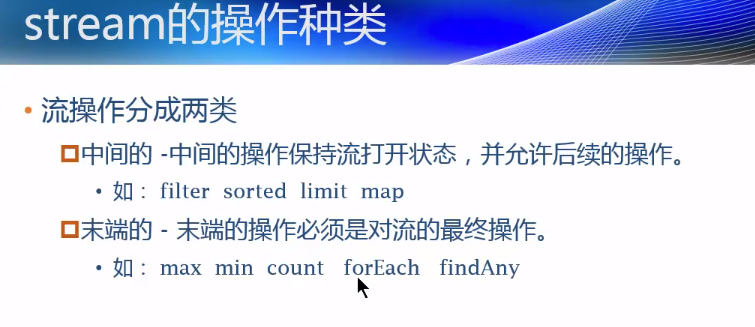 stream的操作种类
• 流操作分成两类
中间的 -中间的操作保持流打开状态，并允许后续的操作。
• 如： filter sorted limit map
末端的 - 末端的操作必须是对流的最终操作。
• 如： max min count forEach findAny